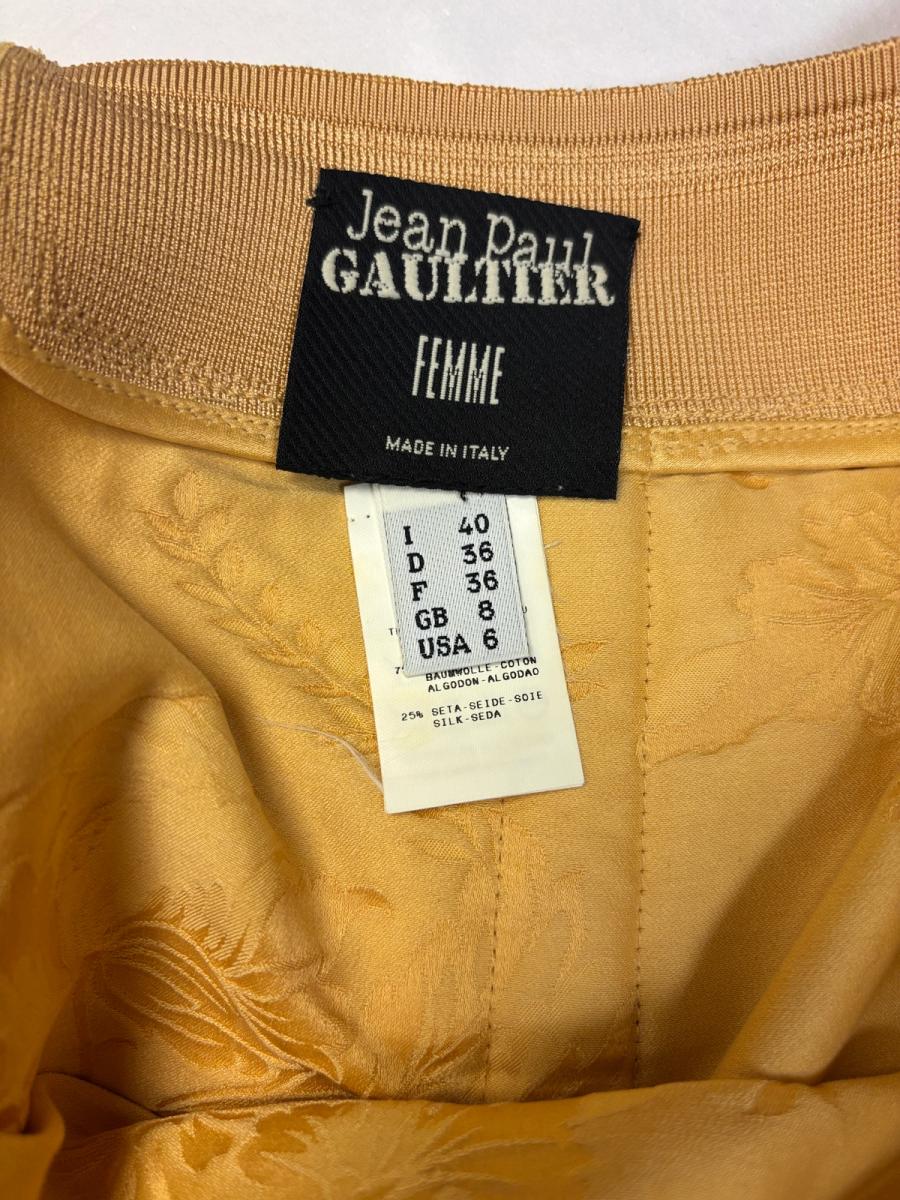 Jean Paul
GAULTIER
FEMME
MADE IN ITALY
I 40
D 36
F 36
GB 8
USA 6
BAUMWOLLE-COTON
ALGODON-ALGODAO
25% SETA-SEIDE-SOIE
SILK-SEDA